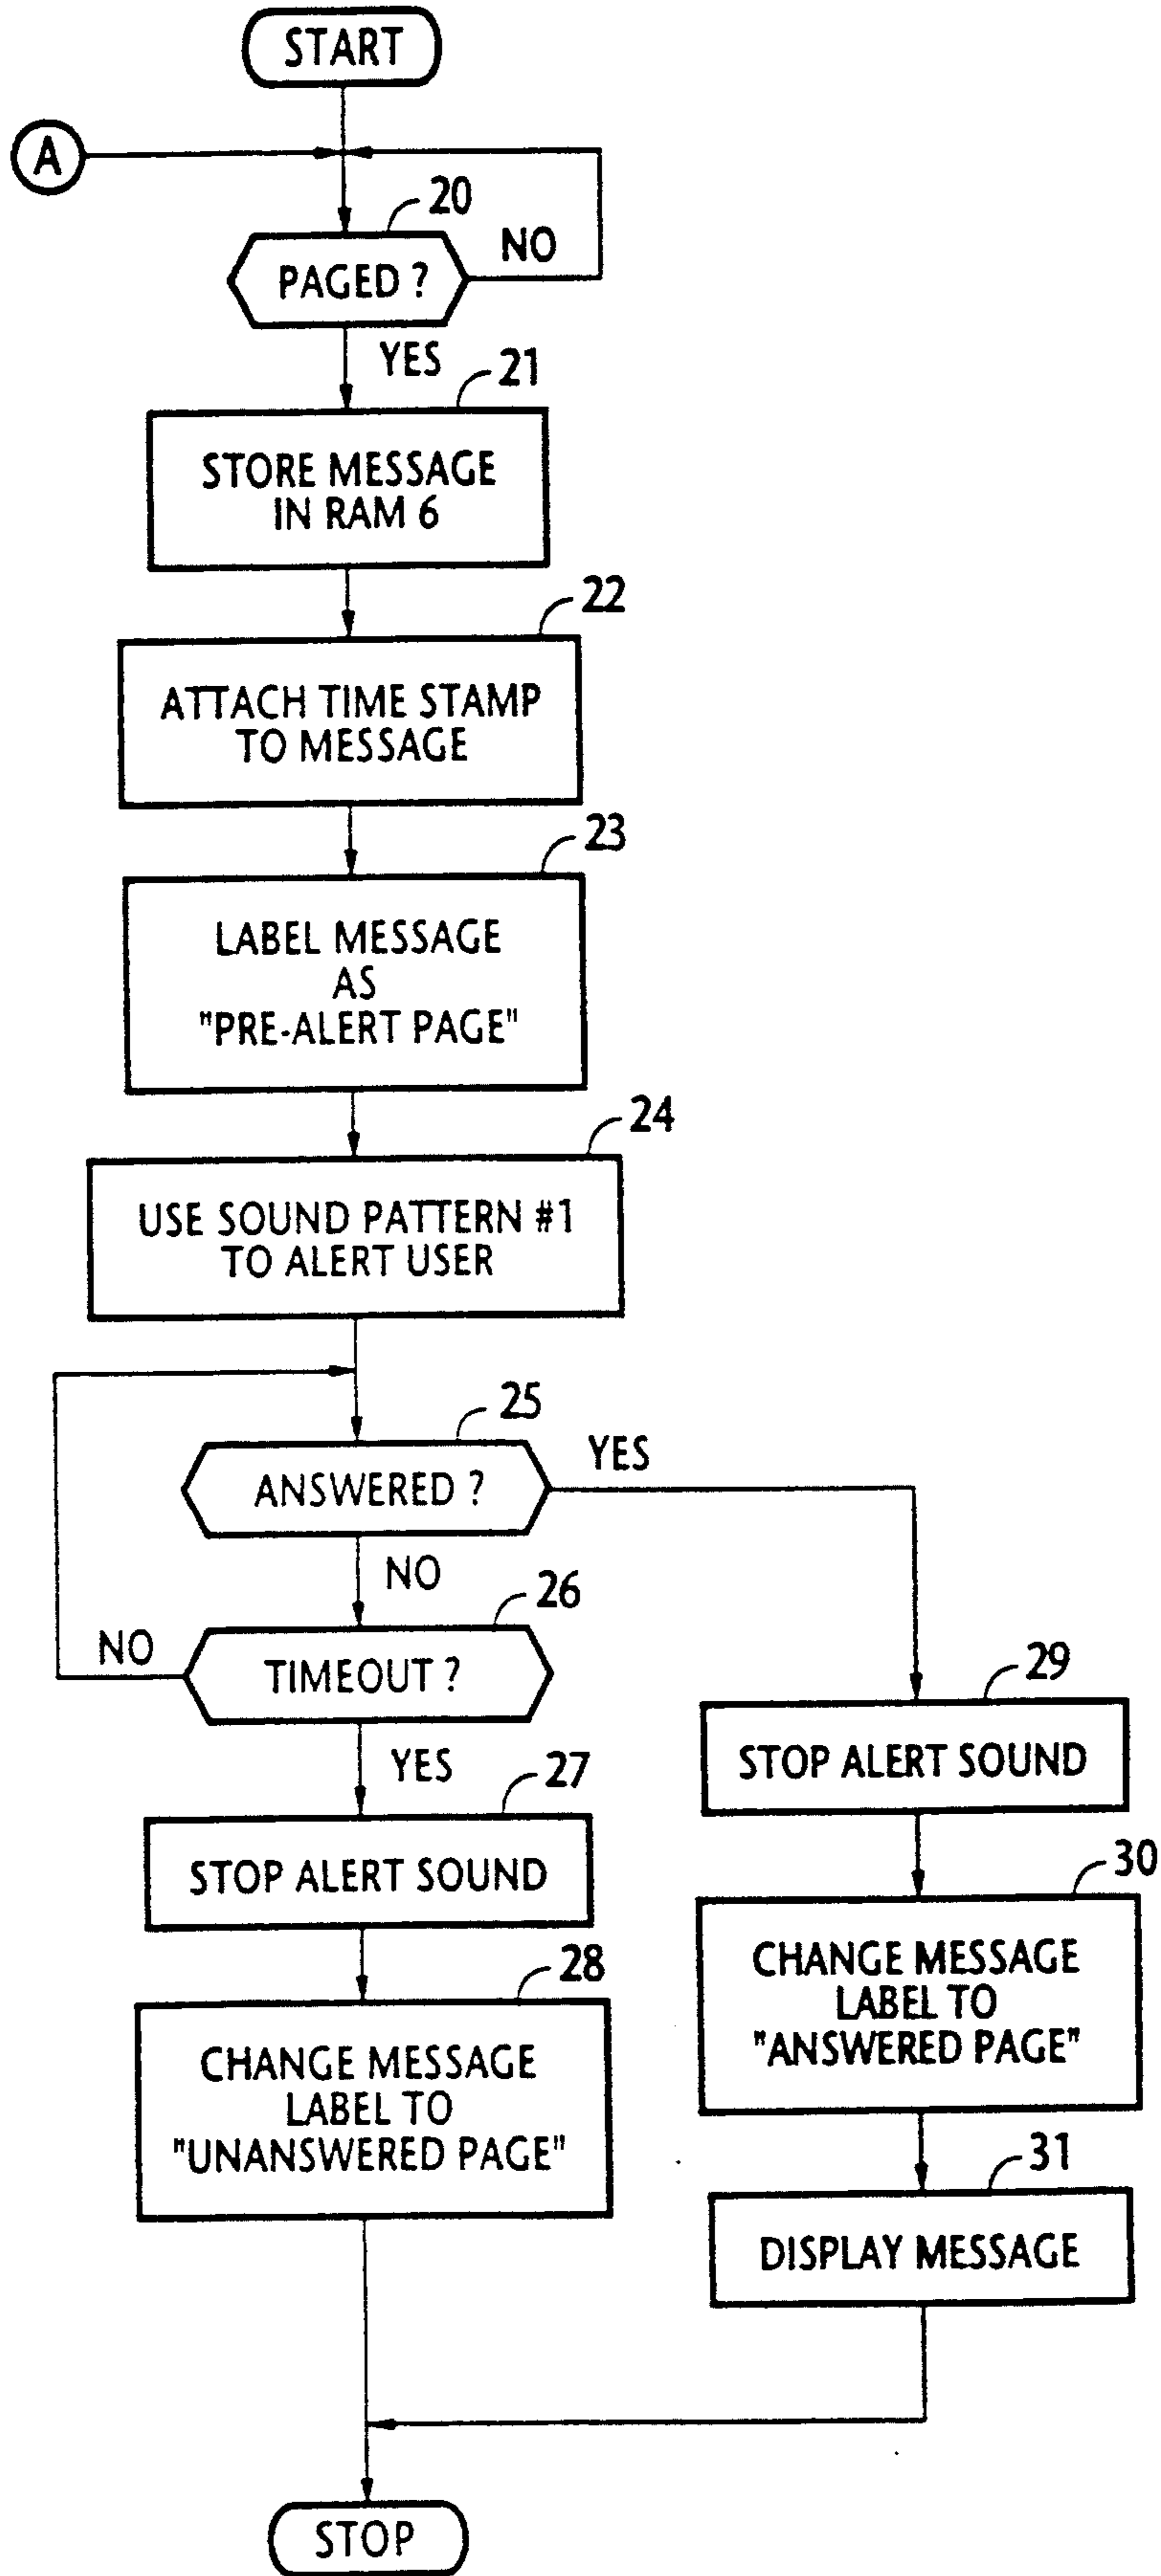 START
A
20
PAGED ?
NO
YES
21
STORE MESSAGE
IN RAM 6
22
ATTACH TIME STAMP
TO MESSAGE
23
LABEL MESSAGE
AS
"PRE-ALERT PAGE"
24
USE SOUND PATTERN #1
TO ALERT USER
25
ANSWERED ?
YES
NO
26
TIMEOUT ?
NO
YES
27
STOP ALERT SOUND
28
CHANGE MESSAGE
LABEL TO
"UNANSWERED PAGE"
29
STOP ALERT SOUND
30
CHANGE MESSAGE
LABEL TO
"ANSWERED PAGE"
31
DISPLAY MESSAGE
STOP